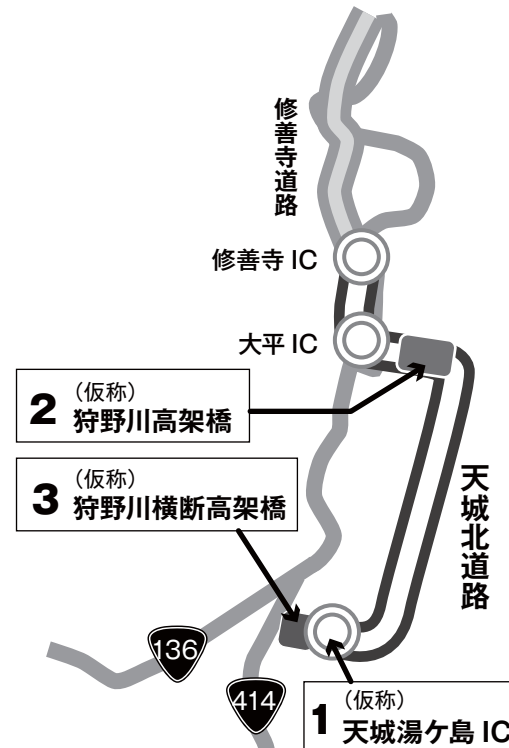 修善寺道路
修善寺 IC
大平 IC
2 (仮称)
狩野川高架橋
3 (仮称)
狩野川横断高架橋
天城北道路
136
414
1 (仮称)
天城湯ケ島 IC